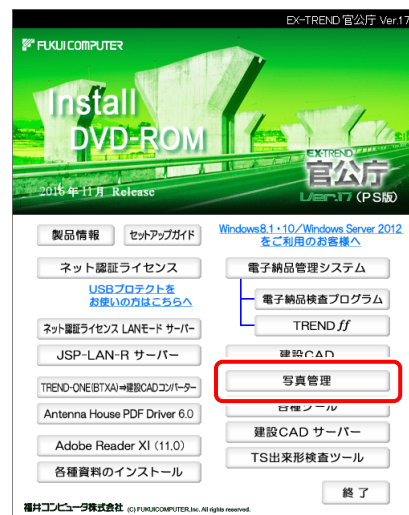 EX-TREND 官公庁 Ver.17
FUKUI COMPUTER
Install
DVD-ROM
EX-TREND
官公庁
Ver.17 (PS版)
2016年11月 Release
製品情報
セットアップガイド
Windows8.1・10／Windows Server 2012
をご利用のお客様へ
ネット認証ライセンス
電子納品管理システム
USBプロテクトを
お使いの方はこちらへ
電子納品検査プログラム
ネット認証ライセンス LANモード サーバー
TREND ff
JSP-LAN-R サーバー
建設CAD
写真管理
TREND-ONE(BTXA)⇒建設CADコンバーター
各種ツール
Antenna House PDF Driver 6.0
建設CAD サーバー
Adobe Reader XI (11.0)
TS出来形検査ツール
各種資料のインストール
終 了
福井コンピュータ株式会社 (C) FUKUICOMPUTER, Inc. All rights reserved.